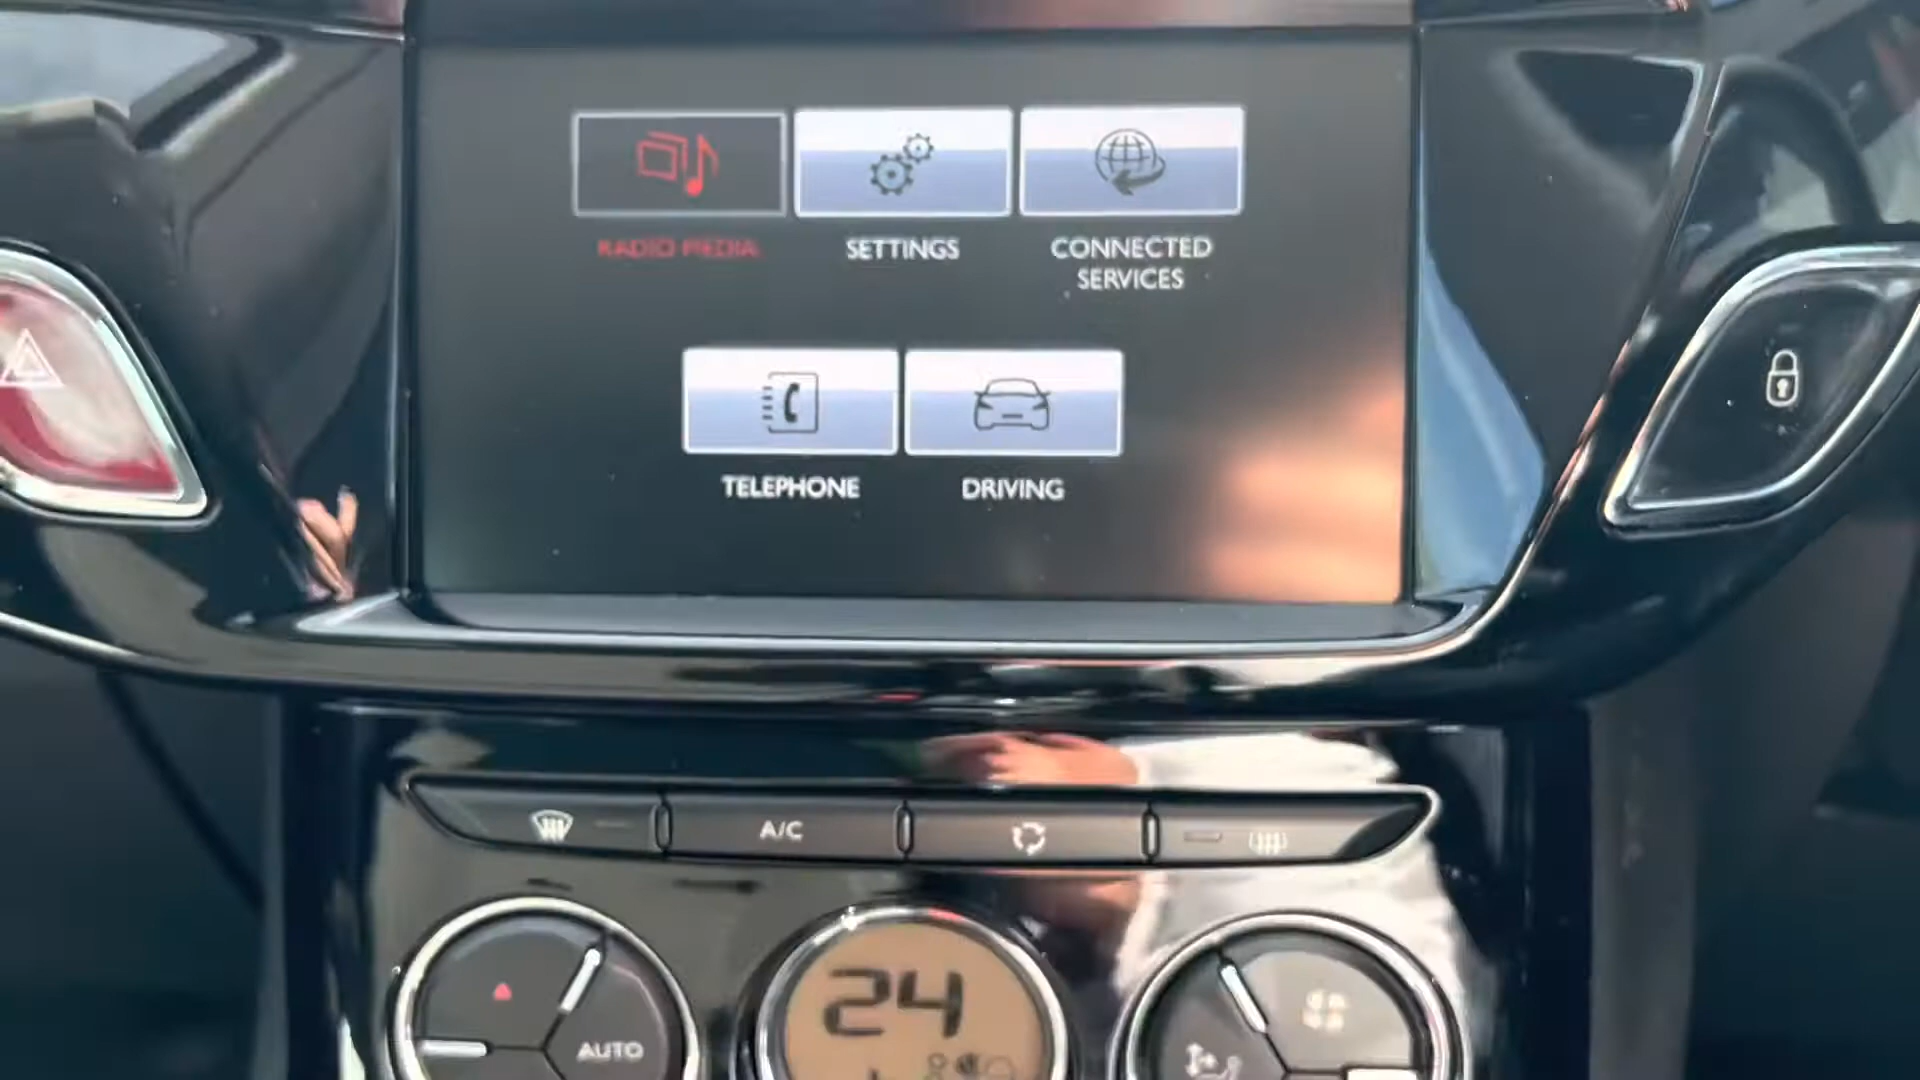 RADIO MEDIA
SETTINGS
CONNECTED
SERVICES
TELEPHONE
DRIVING
A/C
24
AUTO